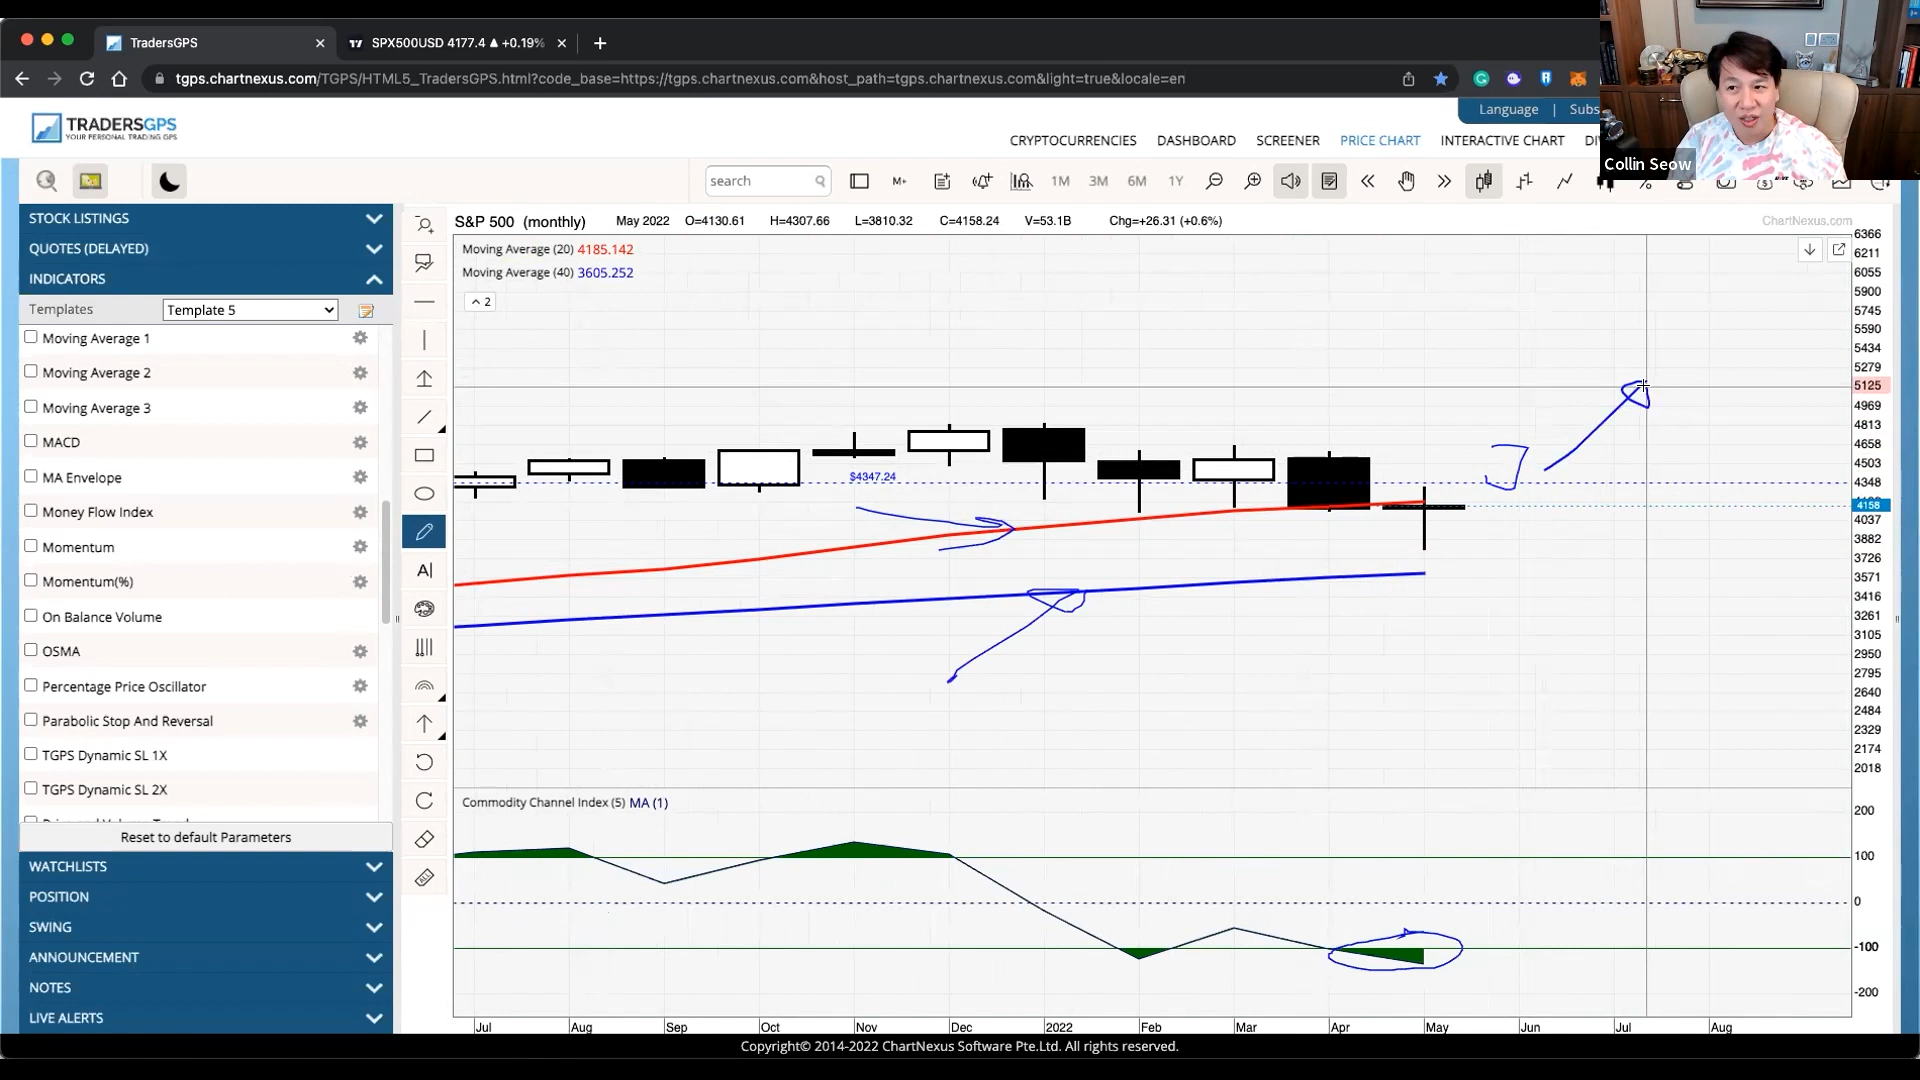 TradersGPS
SPX500USD 4177.4 ▲ +0.19%
tgps.chartnexus.com/TGPS/HTML5_TradersGPS.html?code_base=https://tgps.chartnexus.com&host_path=tgps.chartnexus.com&light=true&locale=en
Language | Subs
TRADERSGPS
YOUR PERSONAL TRADING GPS
CRYPTOCURRENCIES DASHBOARD SCREENER PRICE CHART INTERACTIVE CHART
Collin Seow
search M+ 1M 3M 6M 1Y
STOCK LISTINGS
QUOTES (DELAYED)
INDICATORS
Templates Template 5
Moving Average 1
Moving Average 2
Moving Average 3
MACD
MA Envelope
Money Flow Index
Momentum
Momentum(%)
On Balance Volume
OSMA
Percentage Price Oscillator
Parabolic Stop And Reversal
TGPS Dynamic SL 1X
TGPS Dynamic SL 2X
Reset to default Parameters
WATCHLISTS
POSITION
SWING
ANNOUNCEMENT
NOTES
LIVE ALERTS
A|
ALL
S&P 500 (monthly) May 2022 O=4130.61 H=4307.66 L=3810.32 C=4158.24 V=53.1B Chg=+26.31 (+0.6%)
ChartNexus.com
Moving Average (20) 4185.142
Moving Average (40) 3605.252
2
$4347.24
6366
6211
6055
5900
5745
5590
5434
5279
5125
4969
4813
4658
4503
4348
4158
4037
3882
3726
3571
3416
3261
3105
2950
2795
2640
2484
2329
2174
2018
Commodity Channel Index (5) MA (1)
200
100
0
-100
-200
Jul Aug Sep Oct Nov Dec 2022 Feb Mar Apr May Jun Jul Aug
Copyright© 2014-2022 ChartNexus Software Pte.Ltd. All rights reserved.